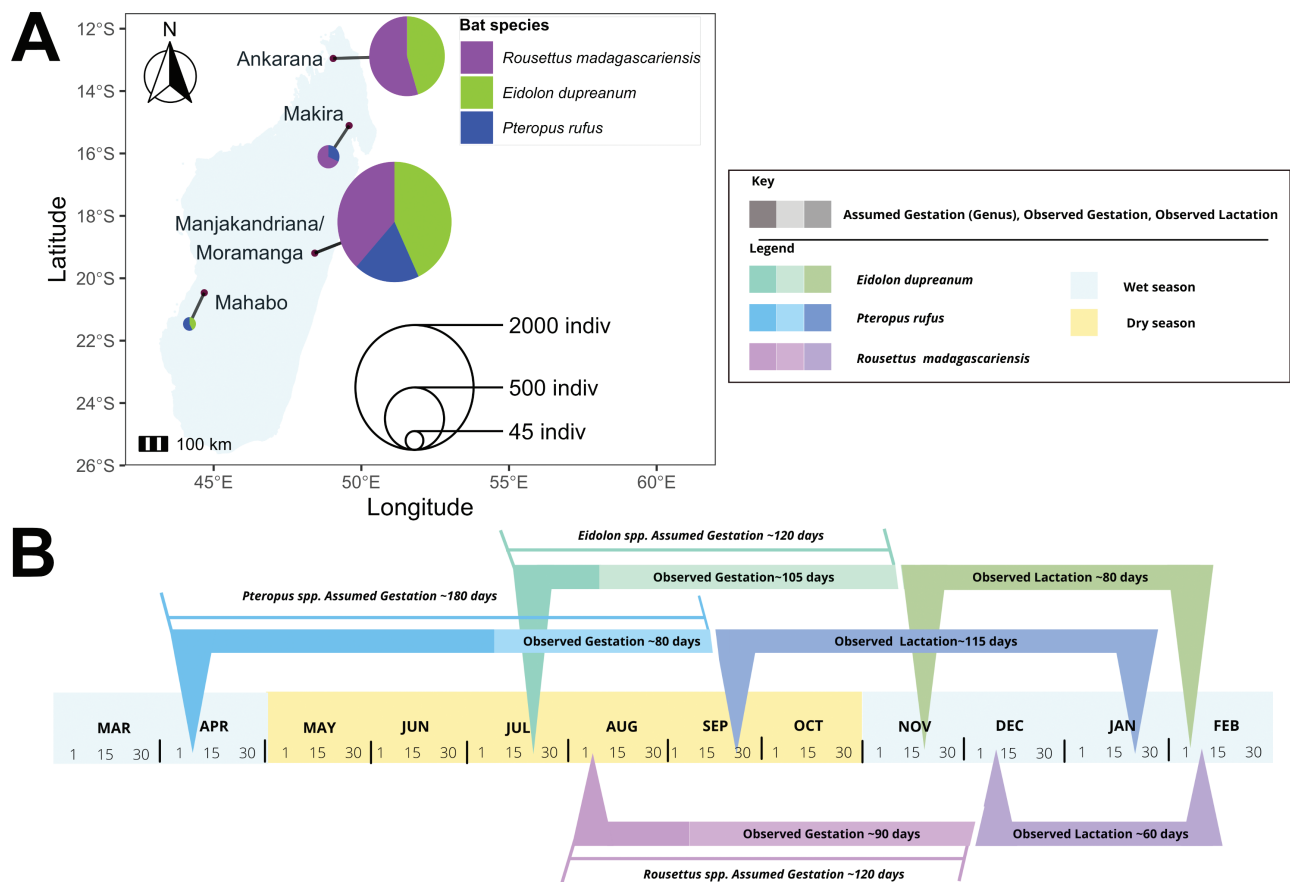 A
N
12°S
14°S
16°S
18°S
20°S
22°S
24°S
26°S
Latitude
45°E
50°E
55°E
60°E
Longitude
Ankarana
Makira
Manjakandriana/
Moramanga
Mahabo
100 km
Bat species
Rousettus madagascariensis
Eidolon dupreanum
Pteropus rufus
2000 indiv
500 indiv
45 indiv
Key
Assumed Gestation (Genus), Observed Gestation, Observed Lactation
Legend
Eidolon dupreanum
Pteropus rufus
Rousettus madagascariensis
Wet season
Dry season
B
Eidolon spp. Assumed Gestation ~120 days
Observed Gestation~105 days
Observed Lactation ~80 days
Pteropus spp. Assumed Gestation ~180 days
Observed Gestation ~80 days
Observed Lactation~115 days
MAR APR MAY JUN JUL AUG SEP OCT NOV DEC JAN FEB
1 15 30 1 15 30 1 15 30 1 15 30 1 15 30 1 15 30 1 15 30 1 15 30 1 15 30 1 15 30 1 15 30 1 15 30
Observed Gestation ~90 days
Observed Lactation ~60 days
Rousettus spp. Assumed Gestation ~120 days